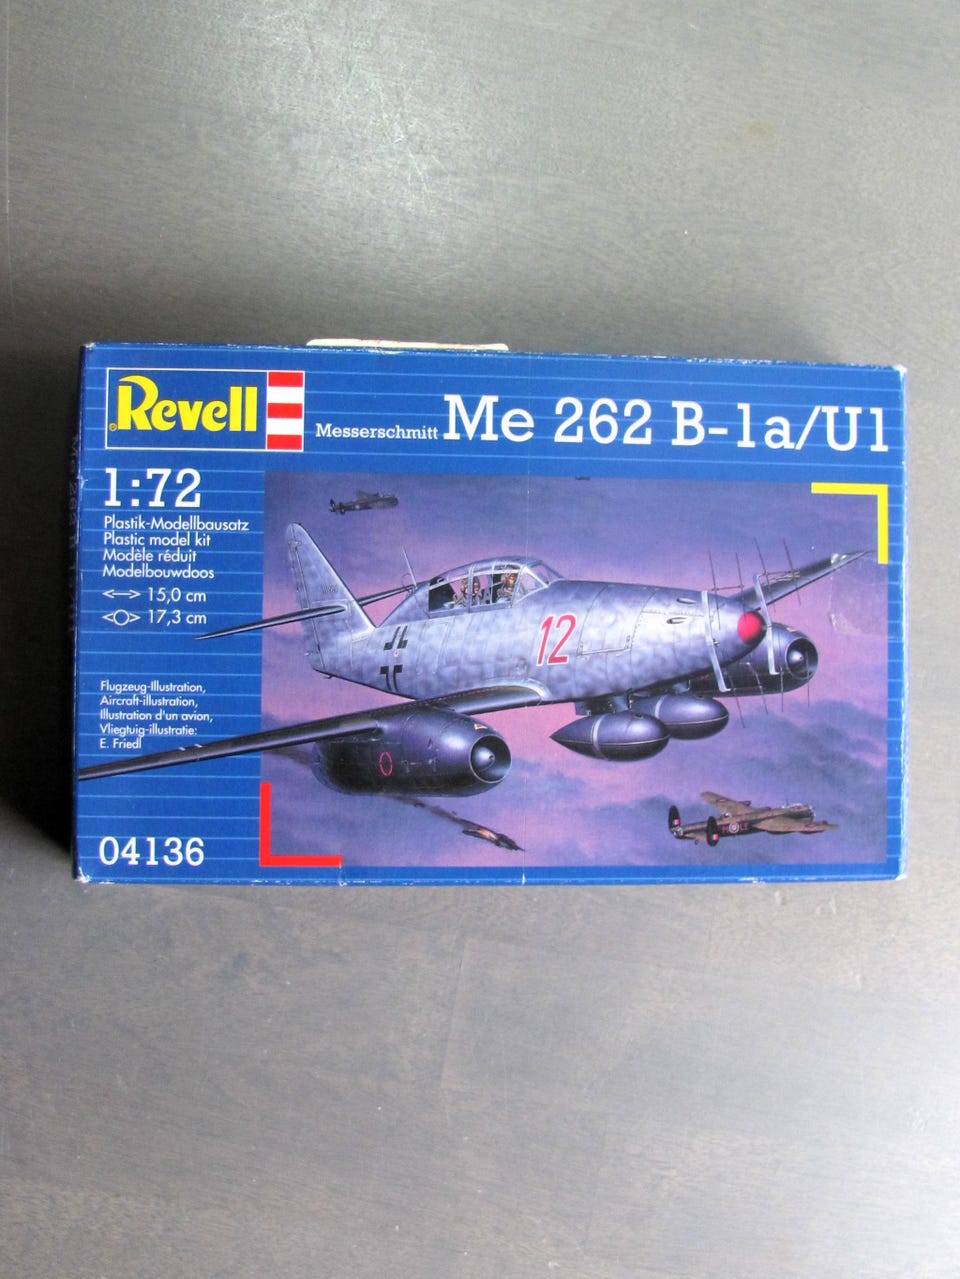 Revell
Messerschmitt Me 262 B-1a/U1
1:72
Plastik-Modellbausatz
Plastic model kit
Modèle réduit
Modelbouwdoos
15,0 cm
17,3 cm
12
Flugzeug-Illustration,
Aircraft-illustration,
Illustration d'un avion,
Vliegtuig-illustratie:
E. Friedl
04136